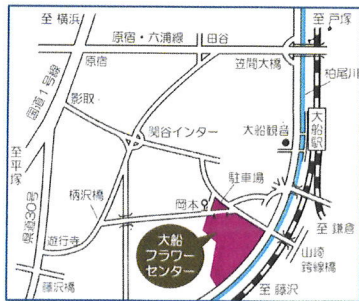 至 横浜
原宿・六浦線
田谷
至 戸塚
原宿
笠間大橋
柏尾川
国道1号線
影取
関谷インター
大船観音
大船駅
至 平塚
駐車場
柄沢橋
岡本
県道30号
遊行寺
大船
フラワー
センター
至 鎌倉
山崎
跨線橋
藤沢橋
至 藤沢